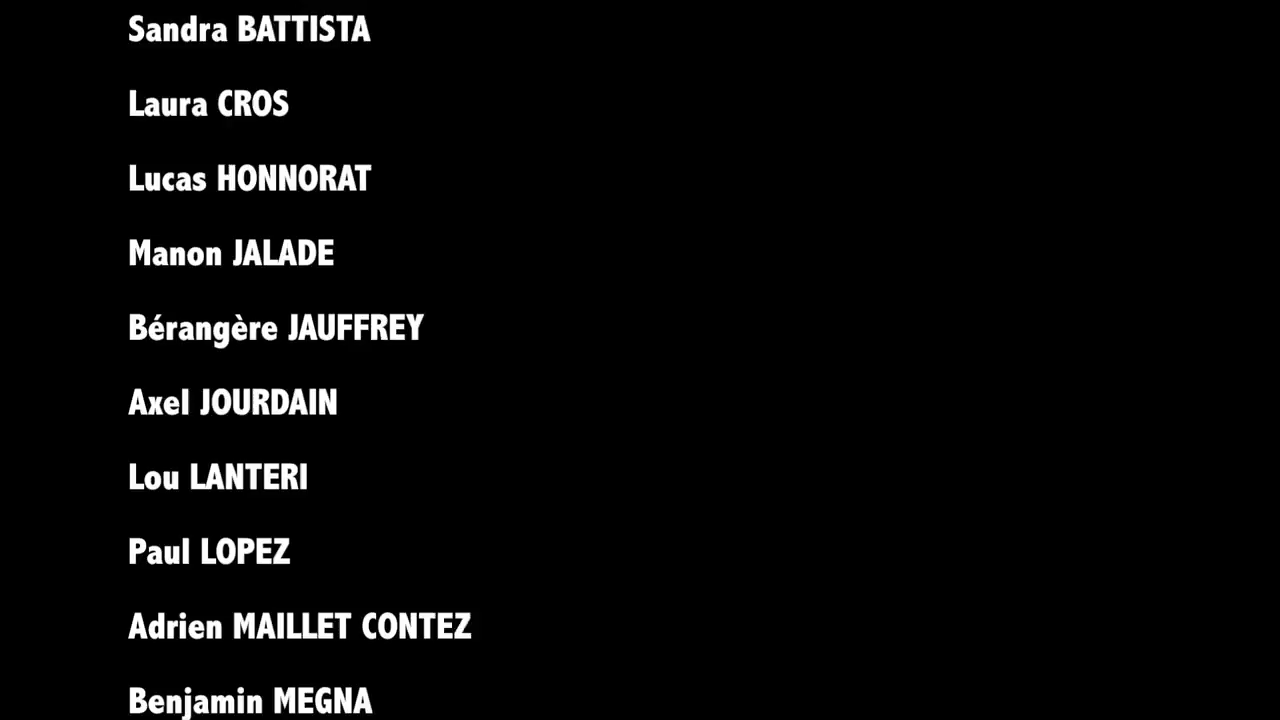 Sandra BATTISTA
Laura CROS
Lucas HONNORAT
Manon JALADE
Bérangère JAUFFREY
Axel JOURDAIN
Lou LANTERI
Paul LOPEZ
Adrien MAILLET CONTEZ
Benjamin MEGNA